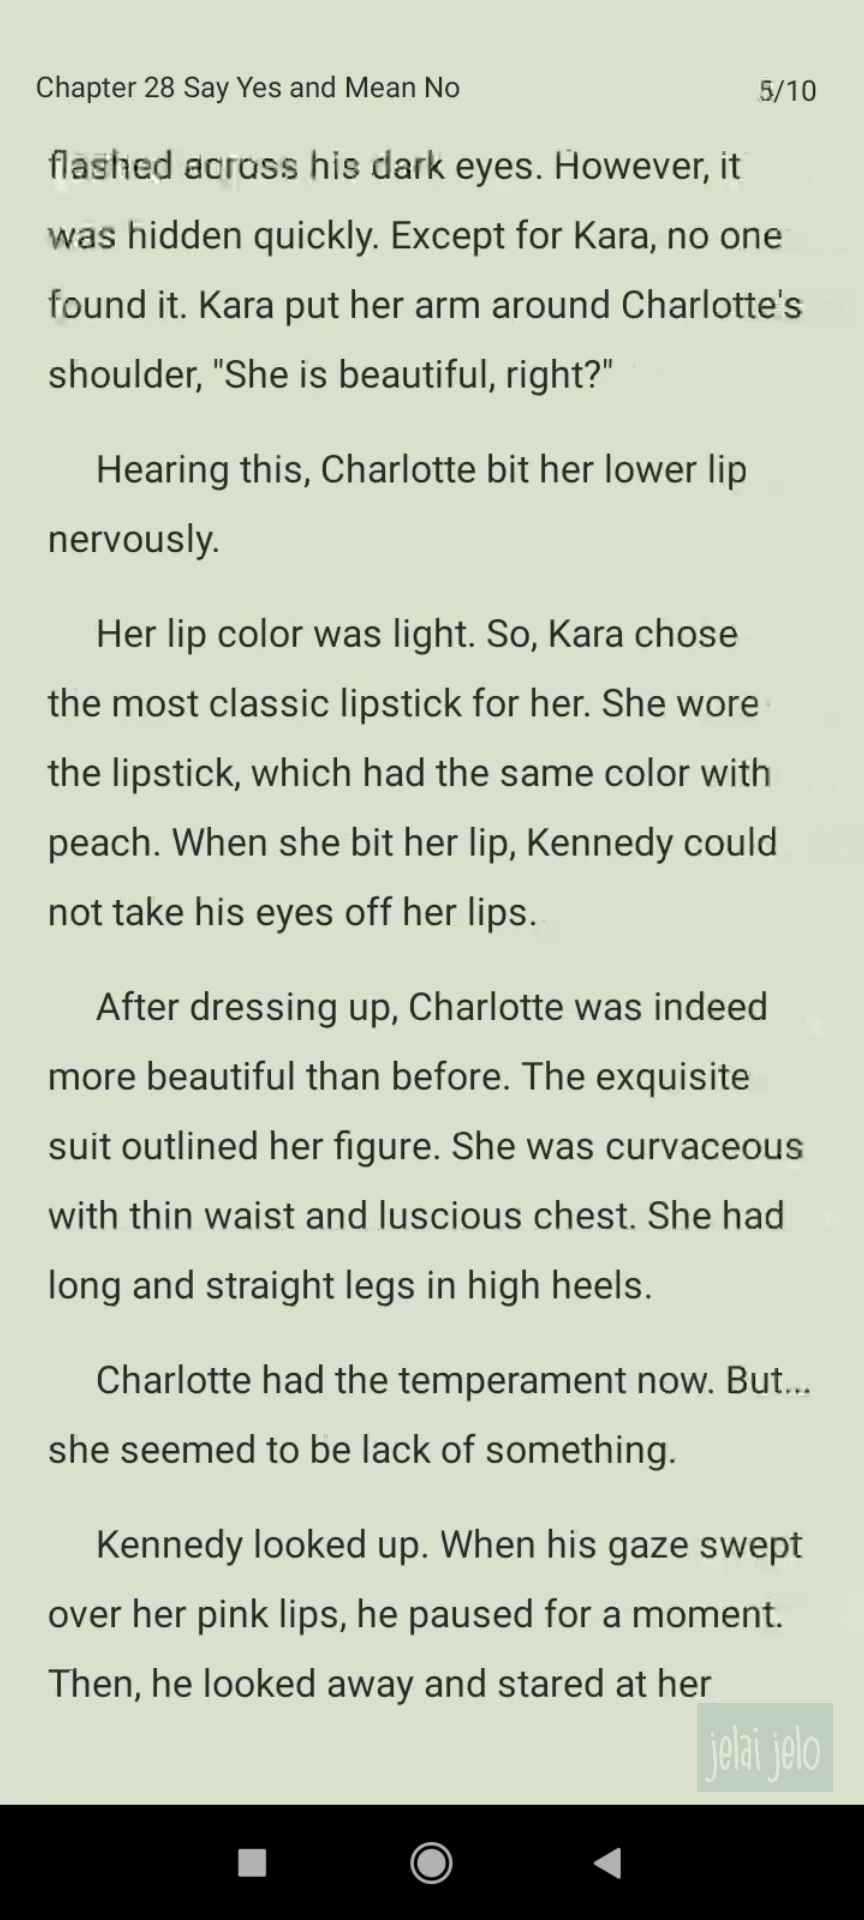 Chapter 28 Say Yes and Mean No
5/10
flashed across his dark eyes. However, it
was hidden quickly. Except for Kara, no one
found it. Kara put her arm around Charlotte's
shoulder, "She is beautiful, right?"
Hearing this, Charlotte bit her lower lip
nervously.
Her lip color was light. So, Kara chose
the most classic lipstick for her. She wore
the lipstick, which had the same color with
peach. When she bit her lip, Kennedy could
not take his eyes off her lips.
After dressing up, Charlotte was indeed
more beautiful than before. The exquisite
suit outlined her figure. She was curvaceous
with thin waist and luscious chest. She had
long and straight legs in high heels.
Charlotte had the temperament now. But...
she seemed to be lack of something.
Kennedy looked up. When his gaze swept
over her pink lips, he paused for a moment.
Then, he looked away and stared at her
jelai jelo